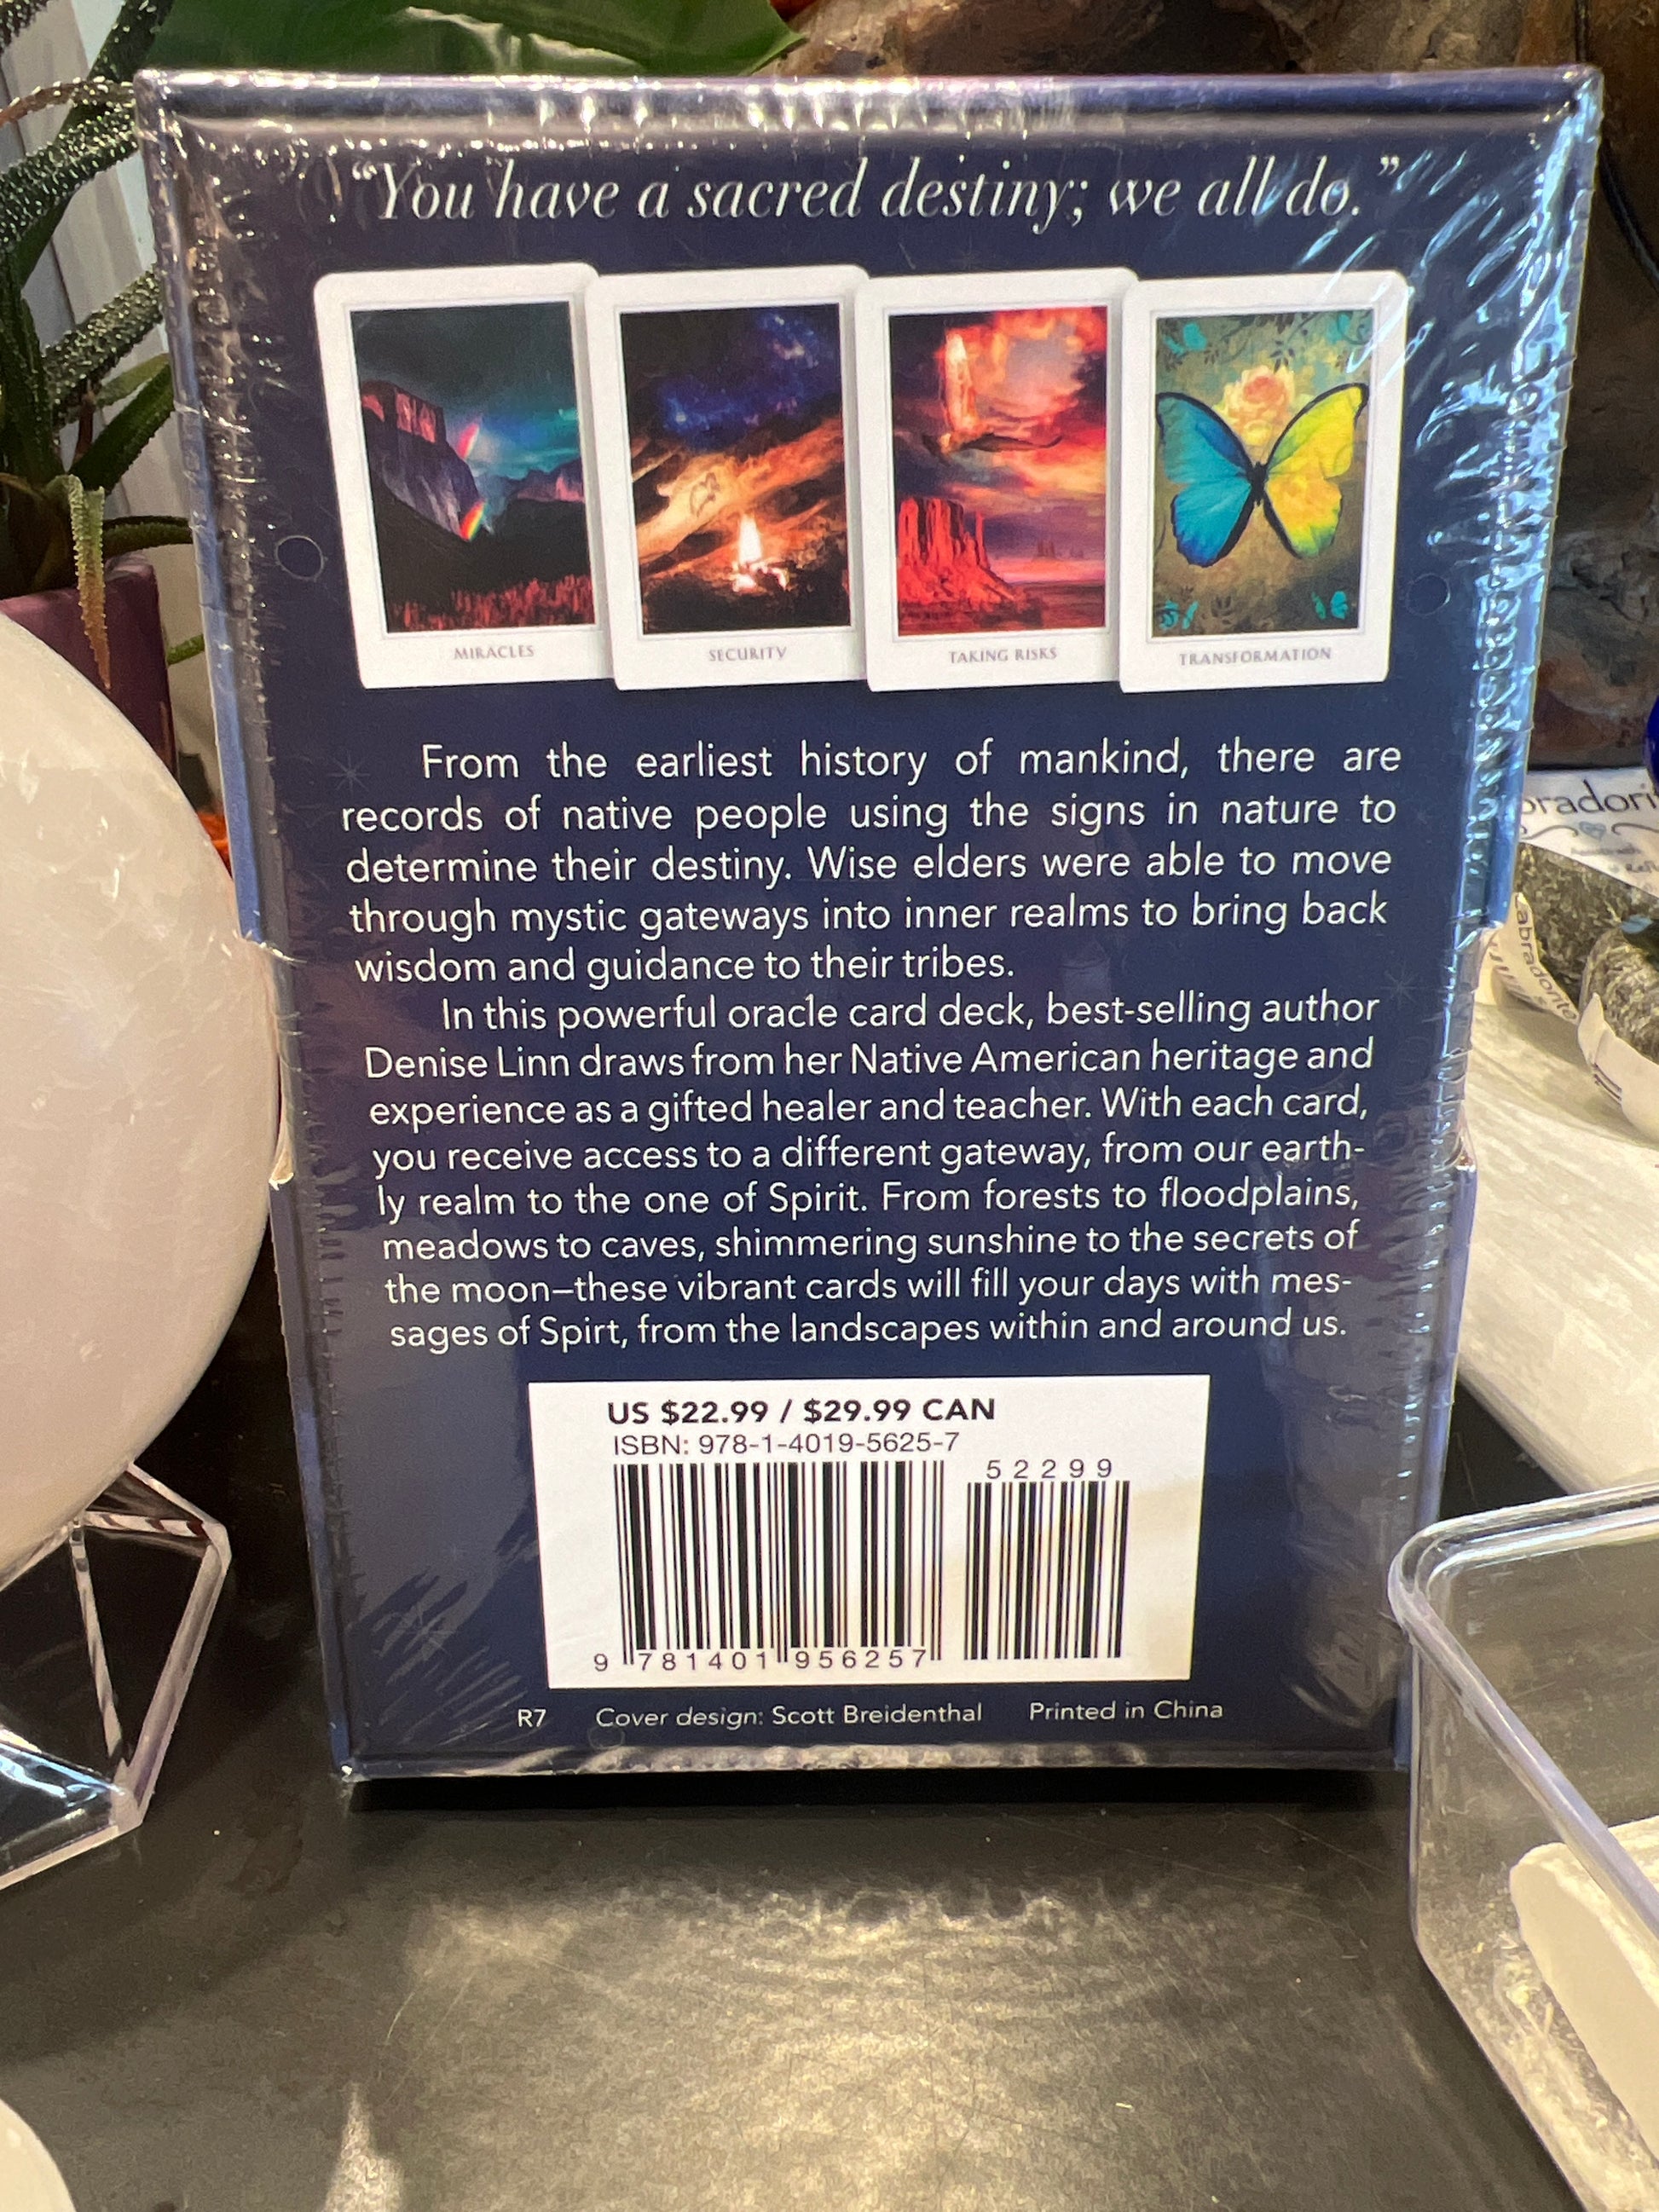 “You have a sacred destiny; we all do.”
MIRACLES
SECURITY
TAKING RISKS
TRANSFORMATION
From the earliest history of mankind, there are
records of native people using the signs in nature to
determine their destiny. Wise elders were able to move
through mystic gateways into inner realms to bring back
wisdom and guidance to their tribes.
In this powerful oracle card deck, best-selling author
Denise Linn draws from her Native American heritage and
experience as a gifted healer and teacher. With each card,
you receive access to a different gateway, from our earth-
ly realm to the one of Spirit. From forests to floodplains,
meadows to caves, shimmering sunshine to the secrets of
the moon—these vibrant cards will fill your days with mes-
sages of Spirt, from the landscapes within and around us.
US $22.99 / $29.99 CAN
ISBN: 978-1-4019-5625-7
52299
9 781401 956257
R7 Cover design: Scott Breidenthal Printed in China
oradori
abradorite